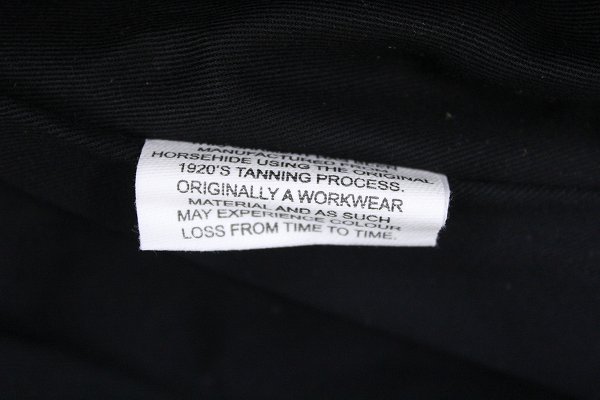 MANUFACTURED FROM
HORSEHIDE USING THE ORIGINAL
1920'S TANNING PROCESS.
ORIGINALLY A WORKWEAR
MATERIAL AND AS SUCH
MAY EXPERIENCE COLOUR
LOSS FROM TIME TO TIME.